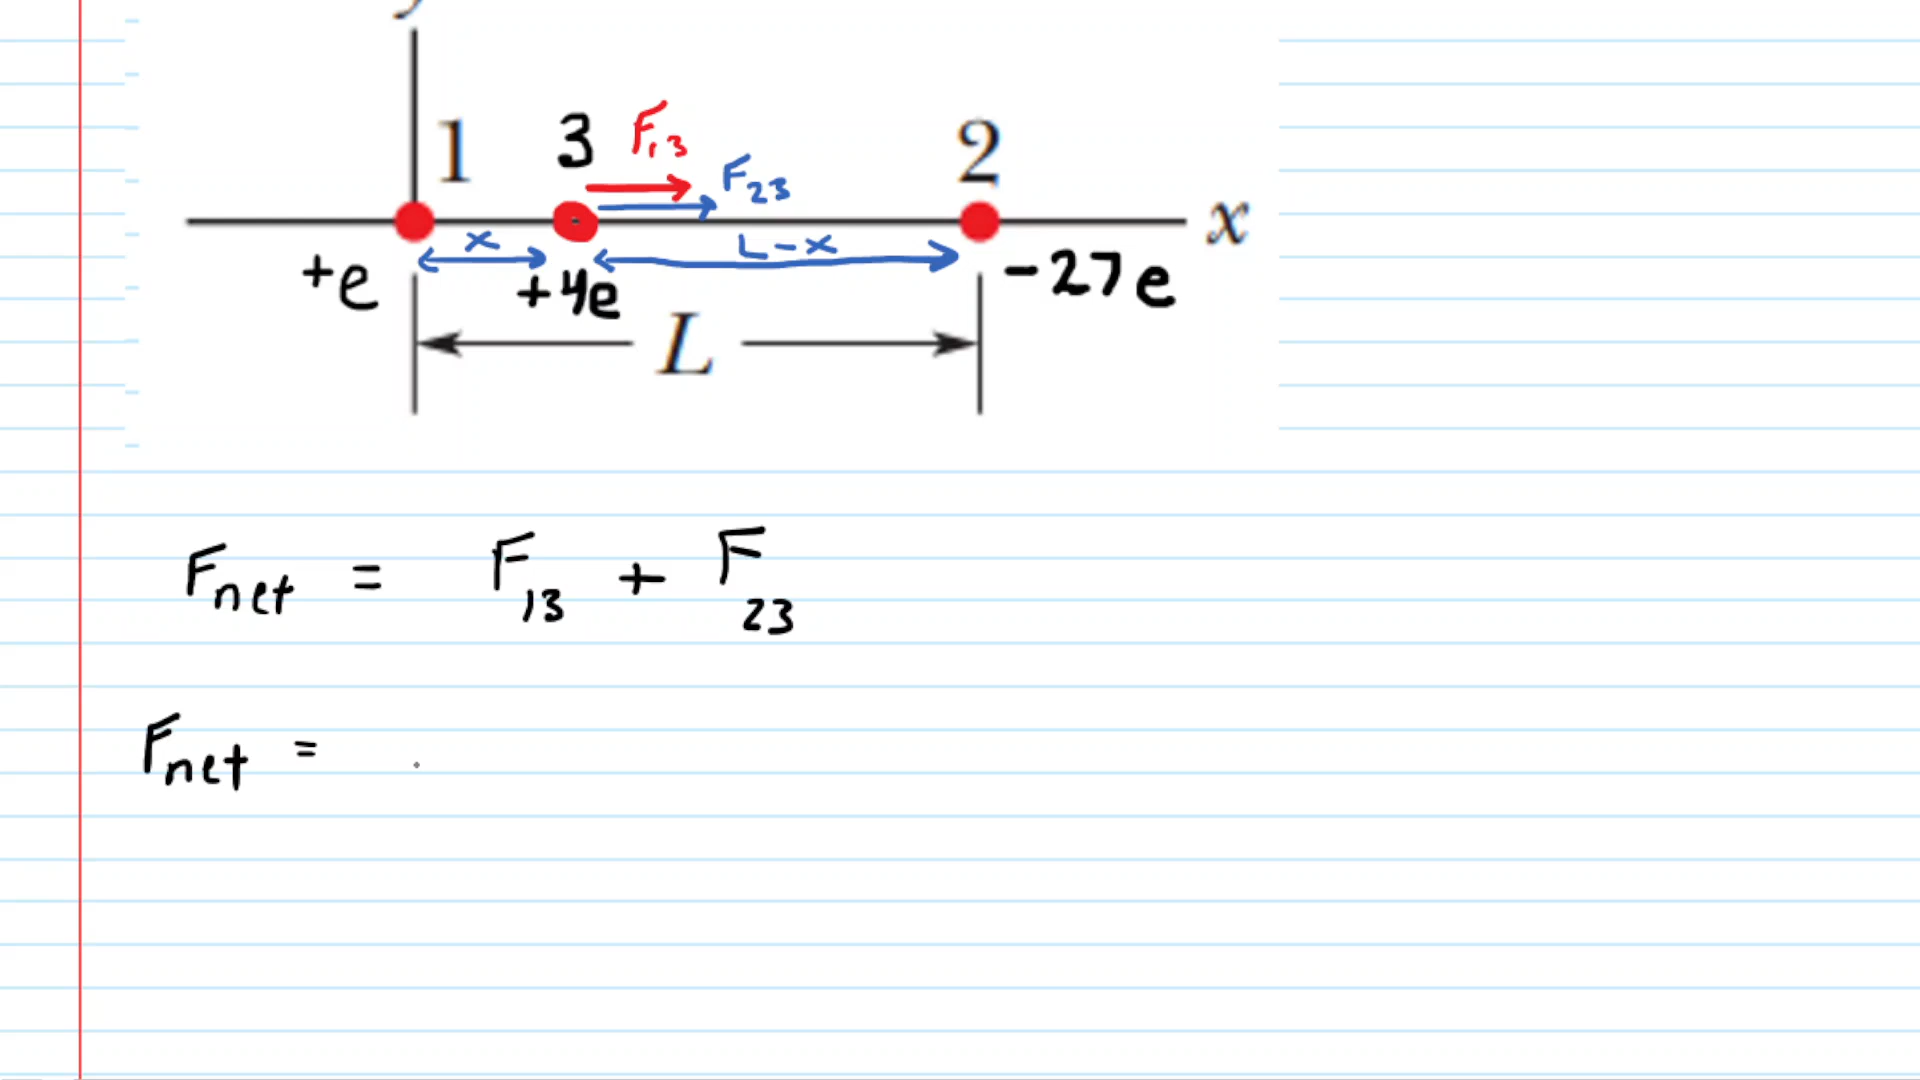 1 3 F13 F23 2
x
x L-x
+e +4e -27e
L
Fnet = F13 + F23
Fnet =